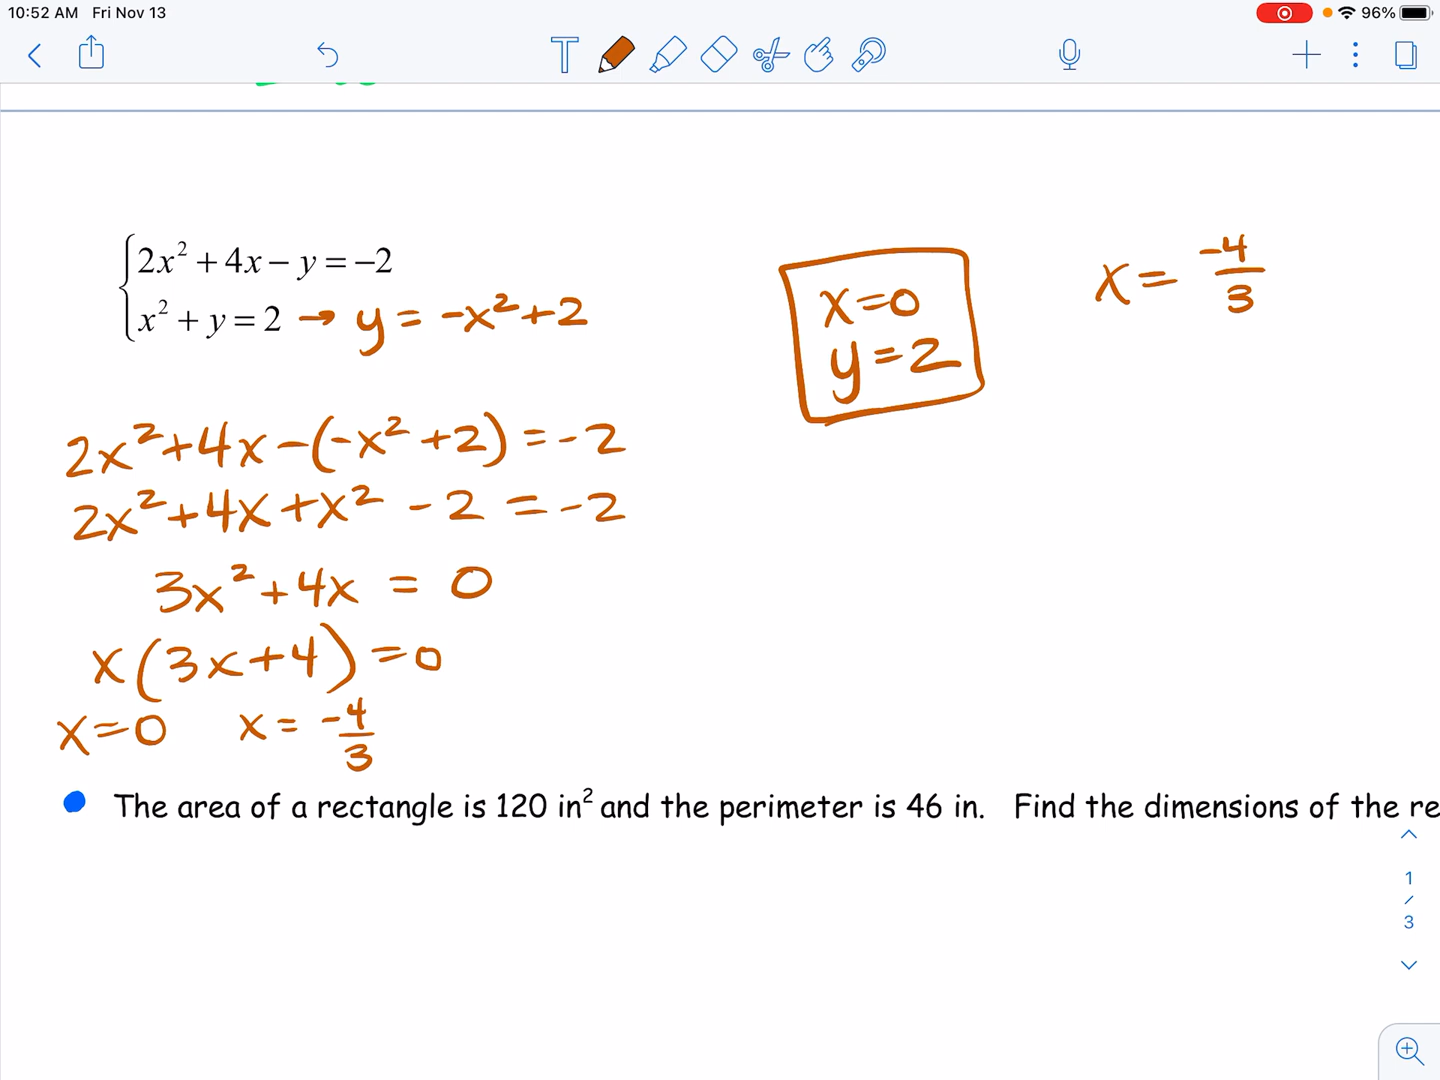 10:52 AM Fri Nov 13
96%
T
2x² + 4x − y = −2
x² + y = 2 → y = -x² + 2
x = 0
y = 2
x = -4/3
2x² + 4x - (-x² + 2) = -2
2x² + 4x + x² - 2 = -2
3x² + 4x = 0
x(3x + 4) = 0
x = 0 x = -4/3
The area of a rectangle is 120 in² and the perimeter is 46 in. Find the dimensions of the re
1
/
3